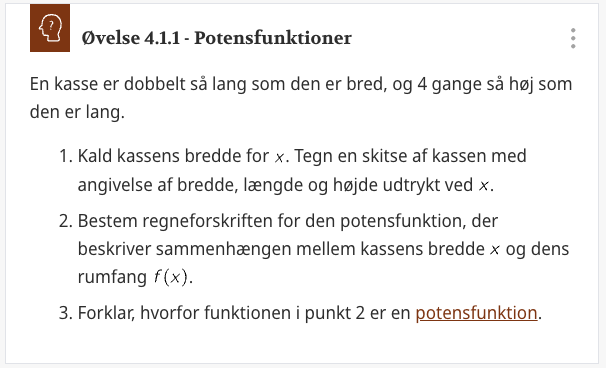 ?
Øvelse 4.1.1 - Potensfunktioner
En kasse er dobbelt så lang som den er bred, og 4 gange så høj som
den er lang.
1. Kald kassens bredde for x. Tegn en skitse af kassen med
angivelse af bredde, længde og højde udtrykt ved x.
2. Bestem regneforskriften for den potensfunktion, der
beskriver sammenhængen mellem kassens bredde x og dens
rumfang f(x).
3. Forklar, hvorfor funktionen i punkt 2 er en potensfunktion.